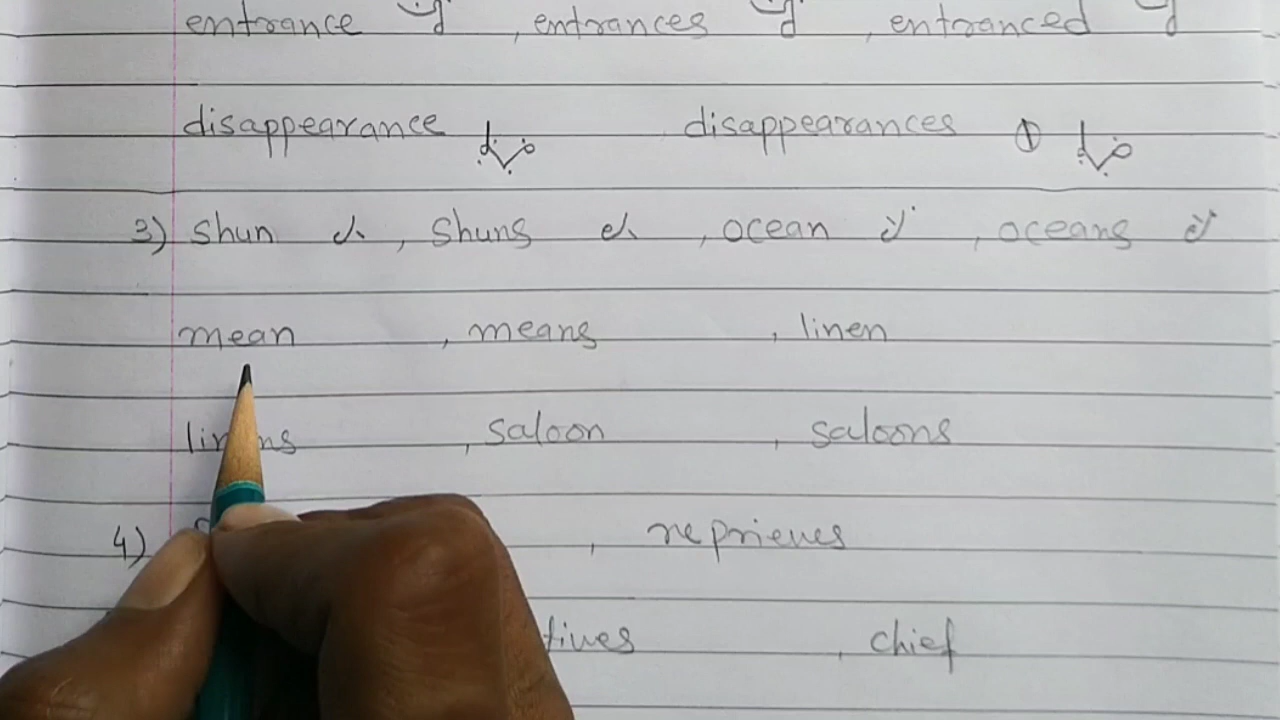 entrance , entrances , entranced
disappearance disappearances
3) shun , shuns , ocean , oceans
mean , means , linen
, saloon , saloons
4) , reprieves
, chief